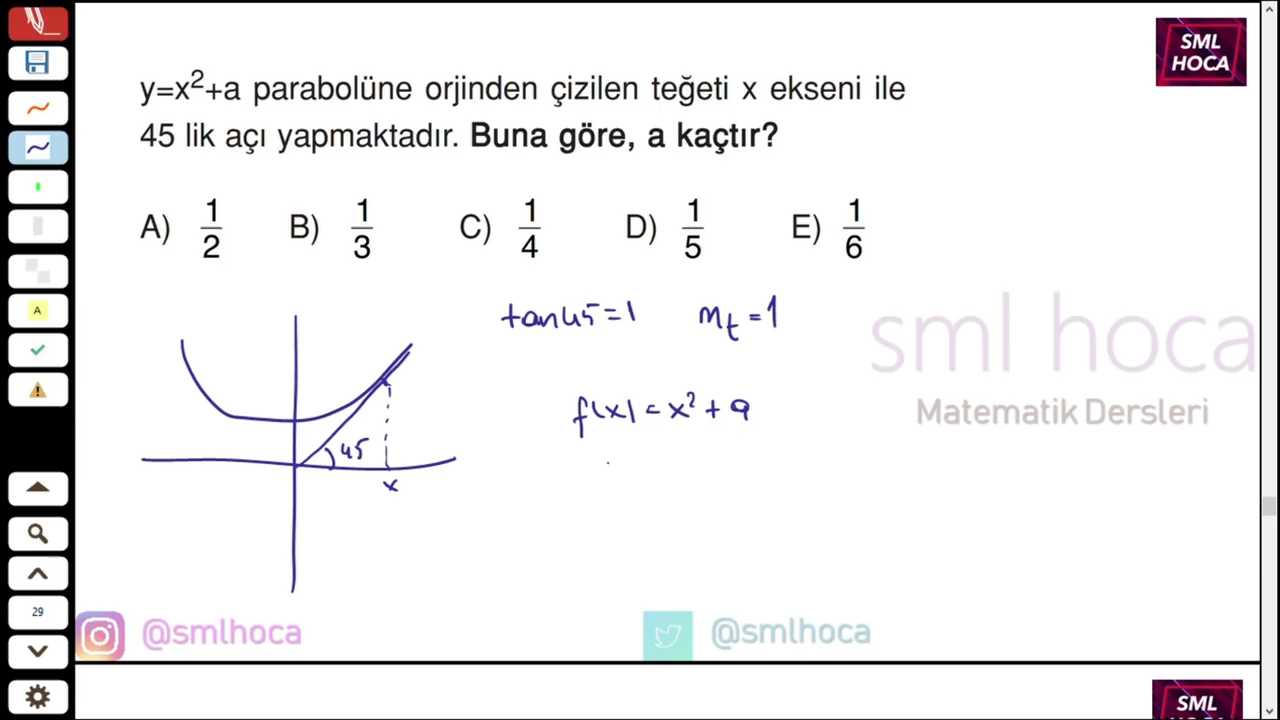 SML
HOCA
y=x²+a parabolüne orjinden çizilen teğeti x ekseni ile
45 lik açı yapmaktadır. Buna göre, a kaçtır?
A) 1/2 B) 1/3 C) 1/4 D) 1/5 E) 1/6
tan45=1 mt=1
sml hoca
Matematik Dersleri
f(x)=x²+a
45
x
A
29
@smlhoca @smlhoca
SML